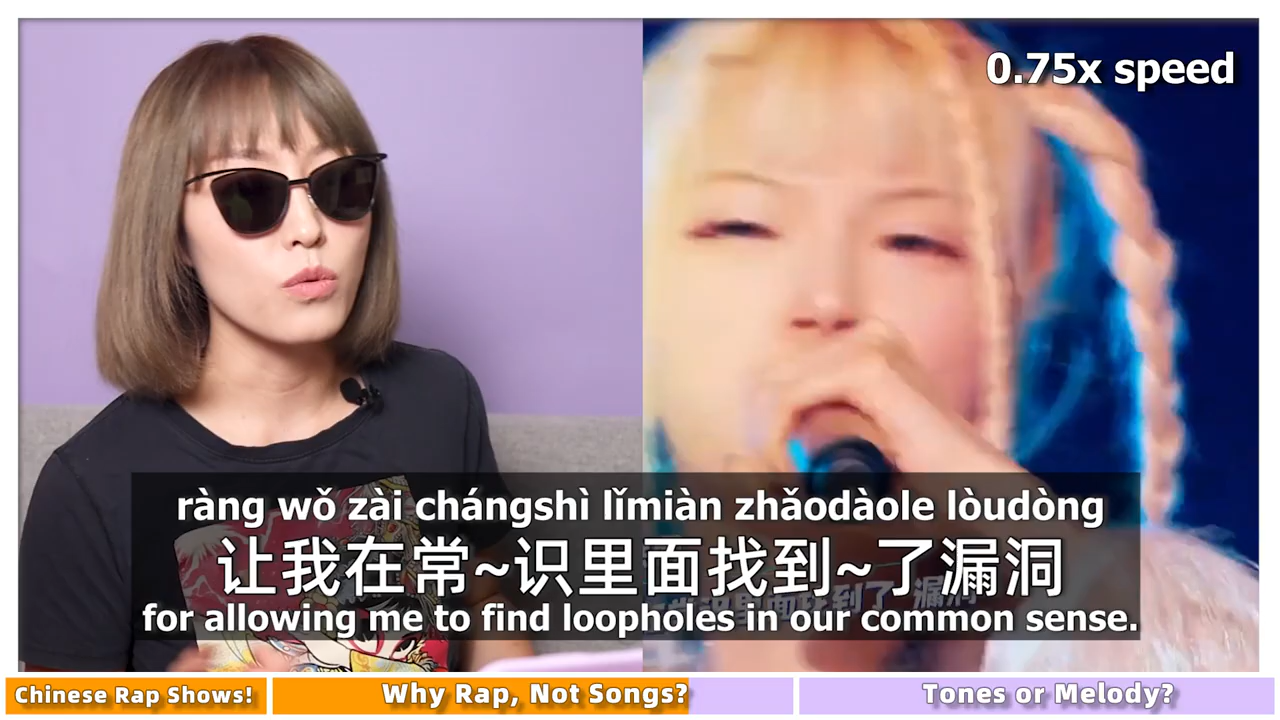 0.75x speed
ràng wǒ zài chángshì lǐmiàn zhǎodàole lòudòng
让我在常~识里面找到~了漏洞
for allowing me to find loopholes in our common sense.
Chinese Rap Shows!
Why Rap, Not Songs?
Tones or Melody?